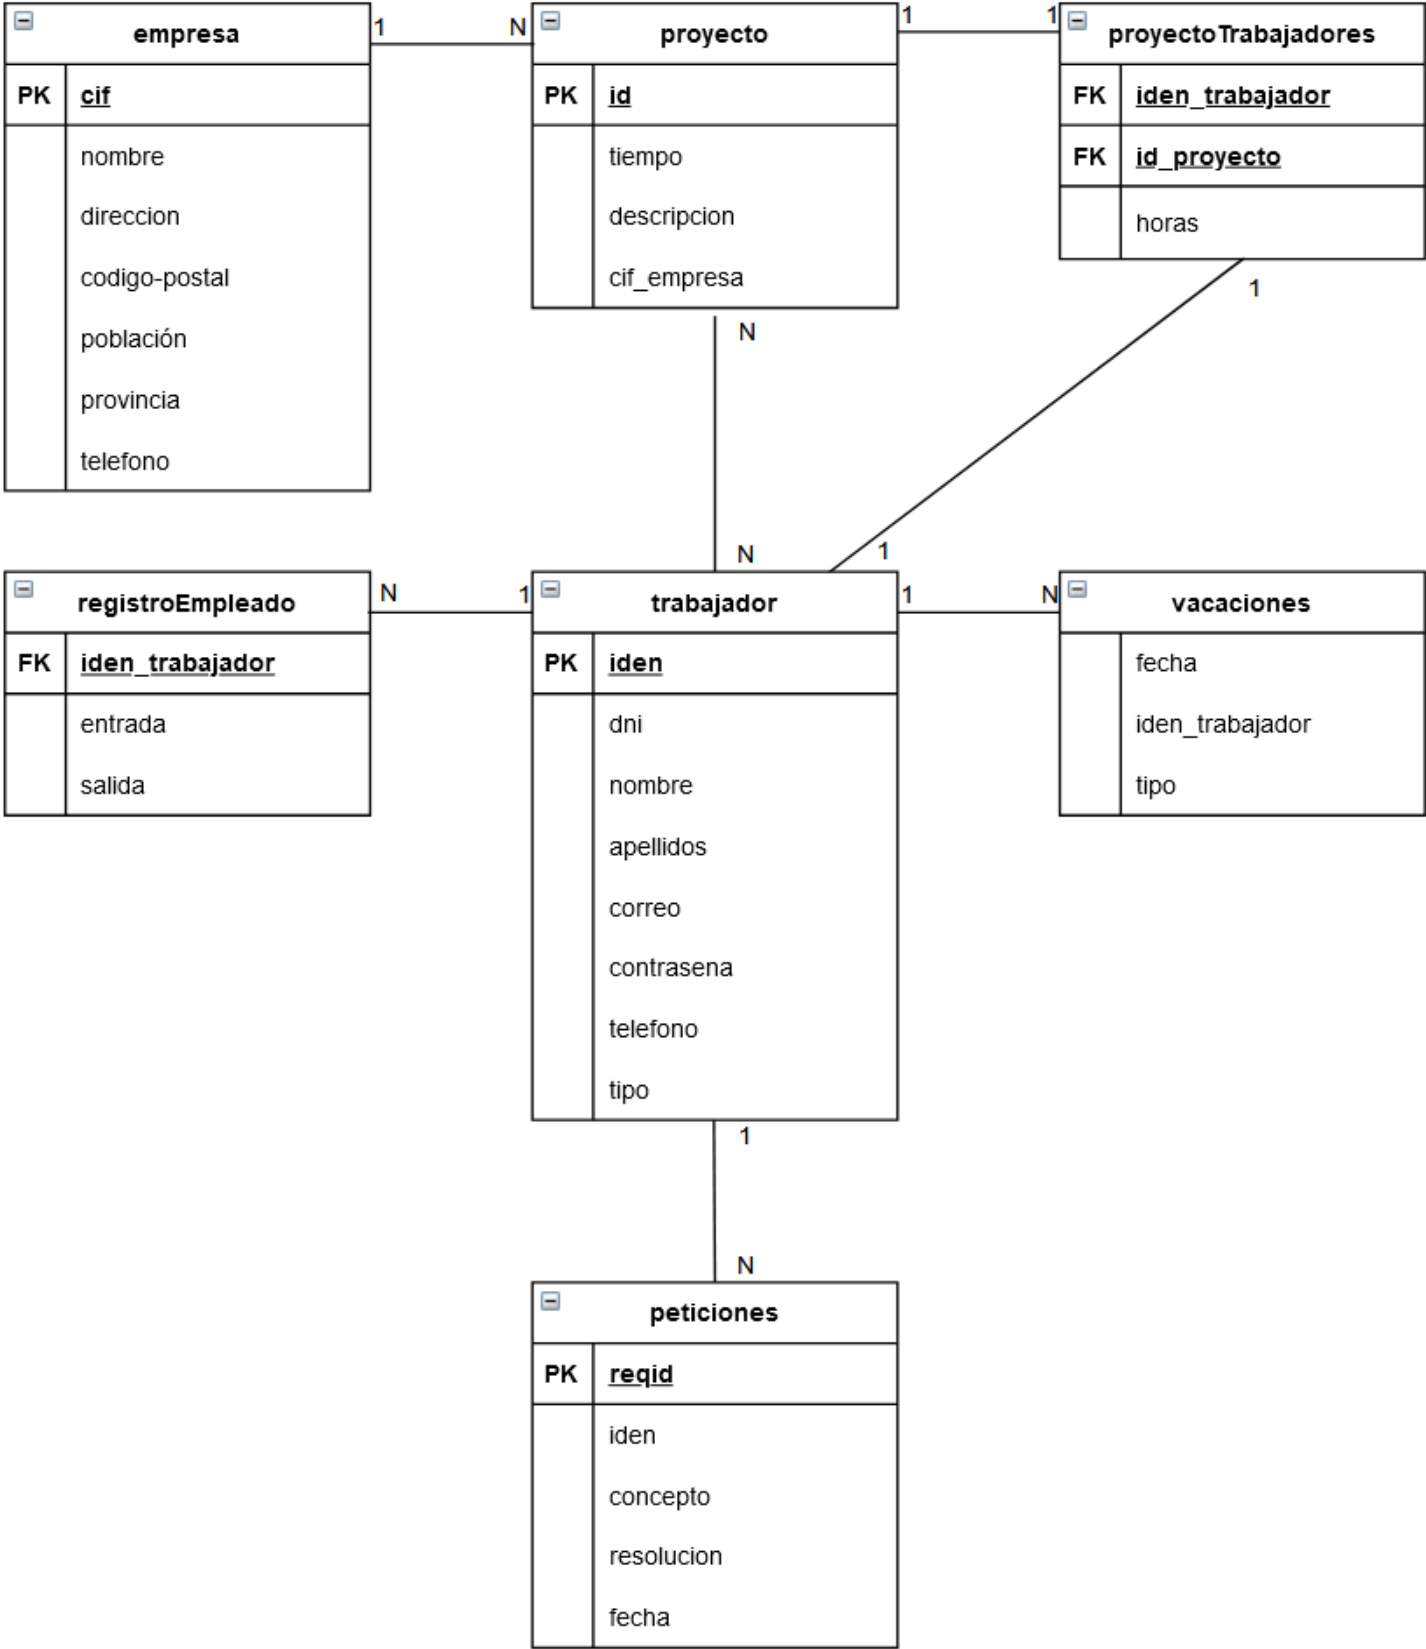 empresa
PK cif
nombre
direccion
codigo-postal
población
provincia
telefono
1 N
proyecto
PK id
tiempo
descripcion
cif_empresa
1 1
proyectoTrabajadores
FK iden_trabajador
FK id_proyecto
horas
N
1
N
1
registroEmpleado
FK iden_trabajador
entrada
salida
N 1
trabajador
PK iden
dni
nombre
apellidos
correo
contrasena
telefono
tipo
1 N
vacaciones
fecha
iden_trabajador
tipo
1
N
peticiones
PK reqid
iden
concepto
resolucion
fecha